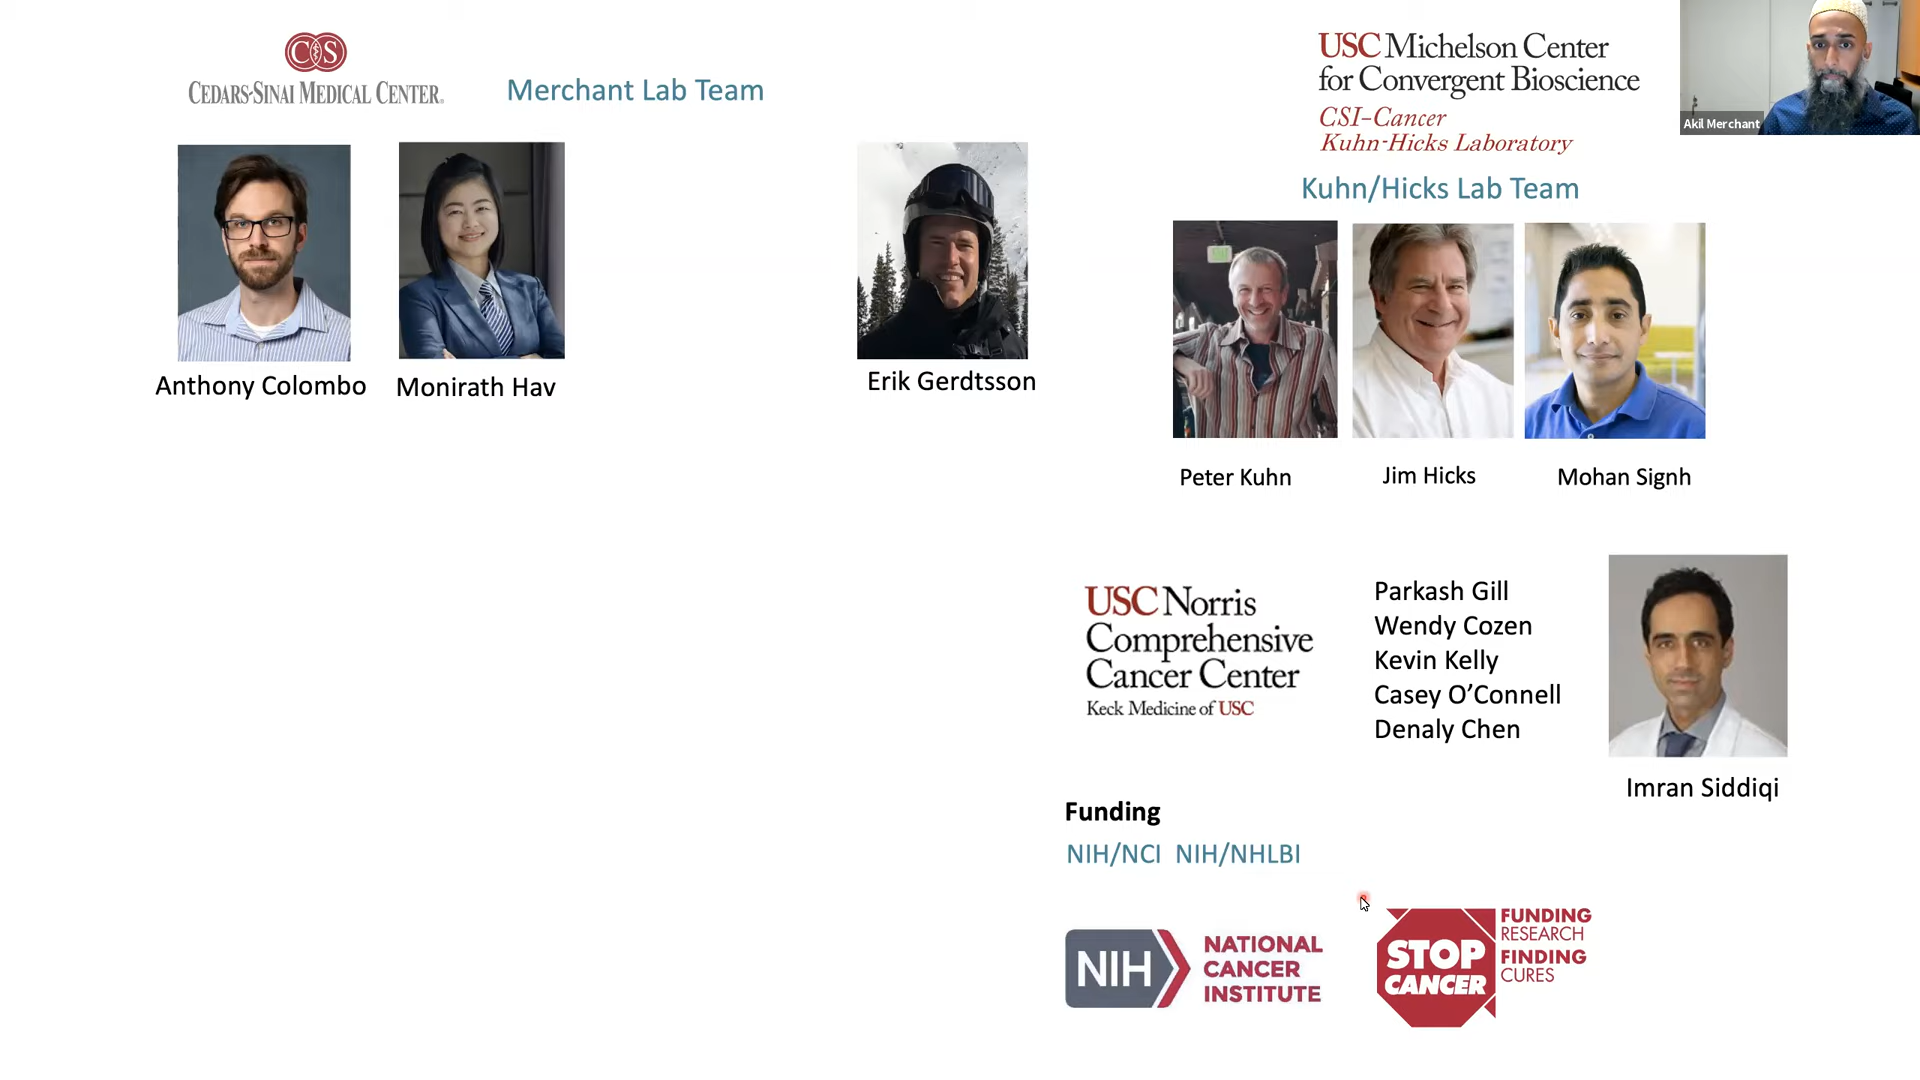 CS
CEDARS-SINAI MEDICAL CENTER.
Merchant Lab Team
Anthony Colombo
Monirath Hav
Erik Gerdtsson
USC Michelson Center
for Convergent Bioscience
CSI-Cancer
Kuhn-Hicks Laboratory
Akil Merchant
Kuhn/Hicks Lab Team
Peter Kuhn
Jim Hicks
Mohan Signh
USC Norris
Comprehensive
Cancer Center
Keck Medicine of USC
Parkash Gill
Wendy Cozen
Kevin Kelly
Casey O’Connell
Denaly Chen
Imran Siddiqi
Funding
NIH/NCI NIH/NHLBI
NIH
NATIONAL
CANCER
INSTITUTE
STOP
CANCER
FUNDING
RESEARCH
FINDING
CURES